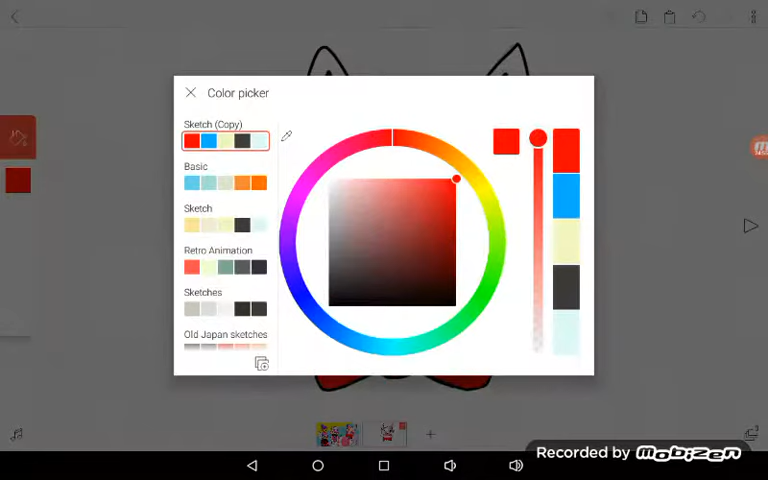 Color picker
Sketch (Copy)
Basic
Sketch
Retro Animation
Sketches
Old Japan sketches
Recorded by mobizen